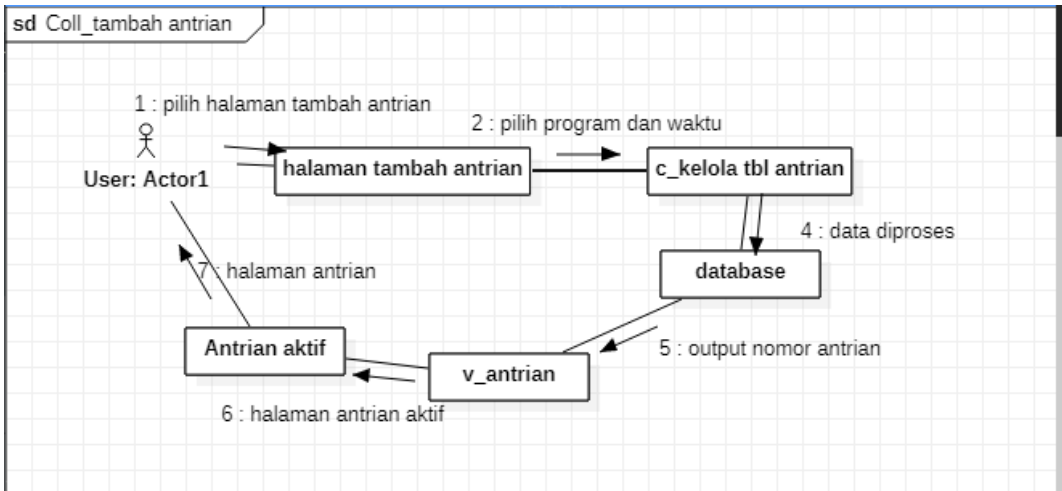 sd Coll_tambah antrian
1 : pilih halaman tambah antrian
2 : pilih program dan waktu
User: Actor1
halaman tambah antrian
c_kelola tbl antrian
4 : data diproses
database
7 : halaman antrian
Antrian aktif
5 : output nomor antrian
v_antrian
6 : halaman antrian aktif